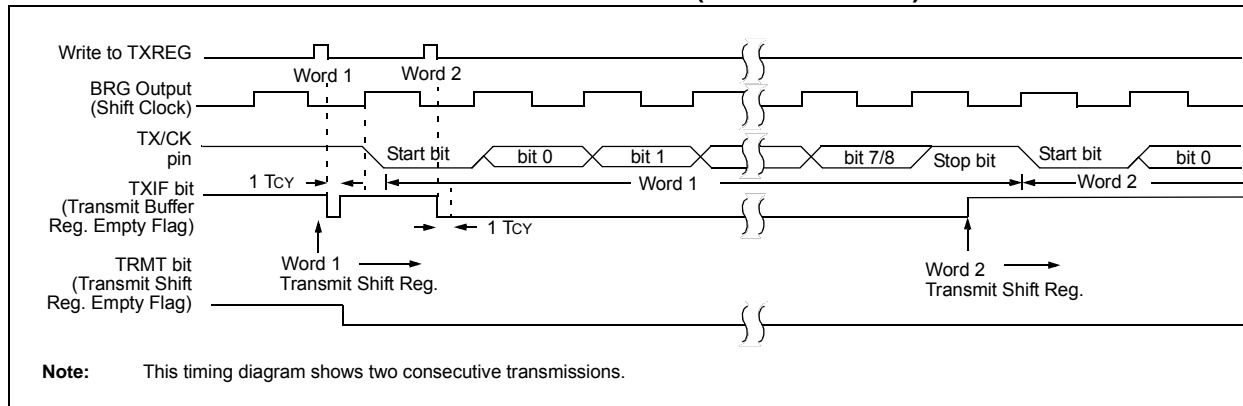 Write to TXREG
Word 1
Word 2
BRG Output
(Shift Clock)
TX/CK
pin
Start bit
bit 0
bit 1
bit 7/8
Stop bit
Start bit
bit 0
1 TCY
Word 1
Word 2
TXIF bit
(Transmit Buffer
Reg. Empty Flag)
1 TCY
Word 1
Transmit Shift Reg.
Word 2
Transmit Shift Reg.
TRMT bit
(Transmit Shift
Reg. Empty Flag)
Note: This timing diagram shows two consecutive transmissions.